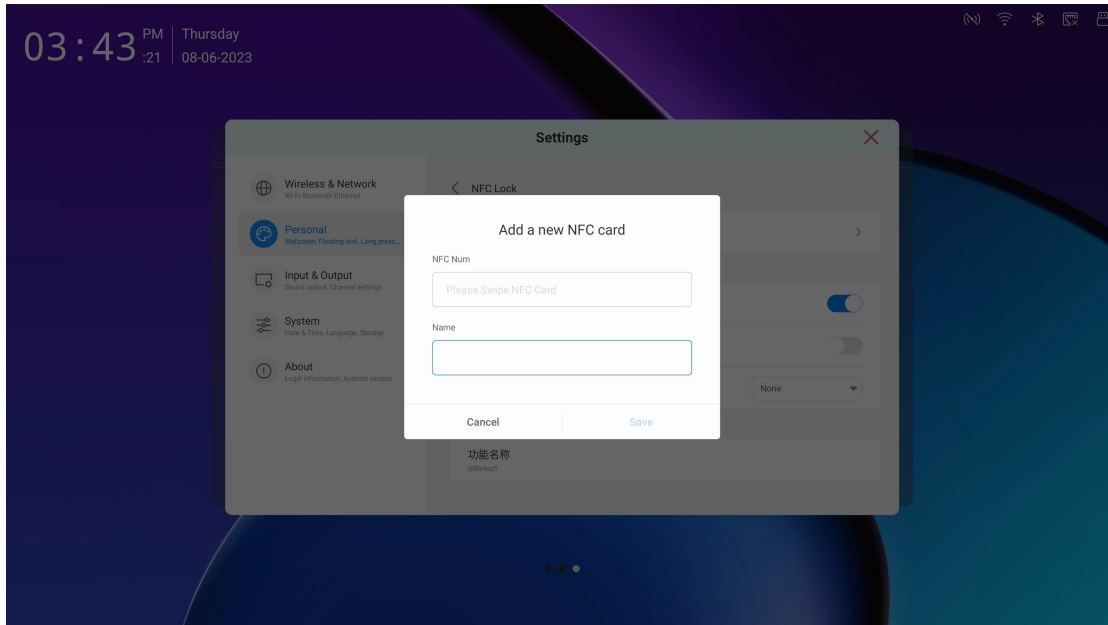 03:43
PM
:21
Thursday
08-06-2023
Settings
Wireless & Network
Wi-Fi Bluetooth Ethernet
NFC Lock
Personal
Wallpaper, Floating tool, Long press...
Input & Output
Sound output, Channel settings
System
Date & Time, Language, Storage
About
Legal information, Android version
Add a new NFC card
NFC Num
Please Swipe NFC Card
Name
Cancel
Save
None
功能名称